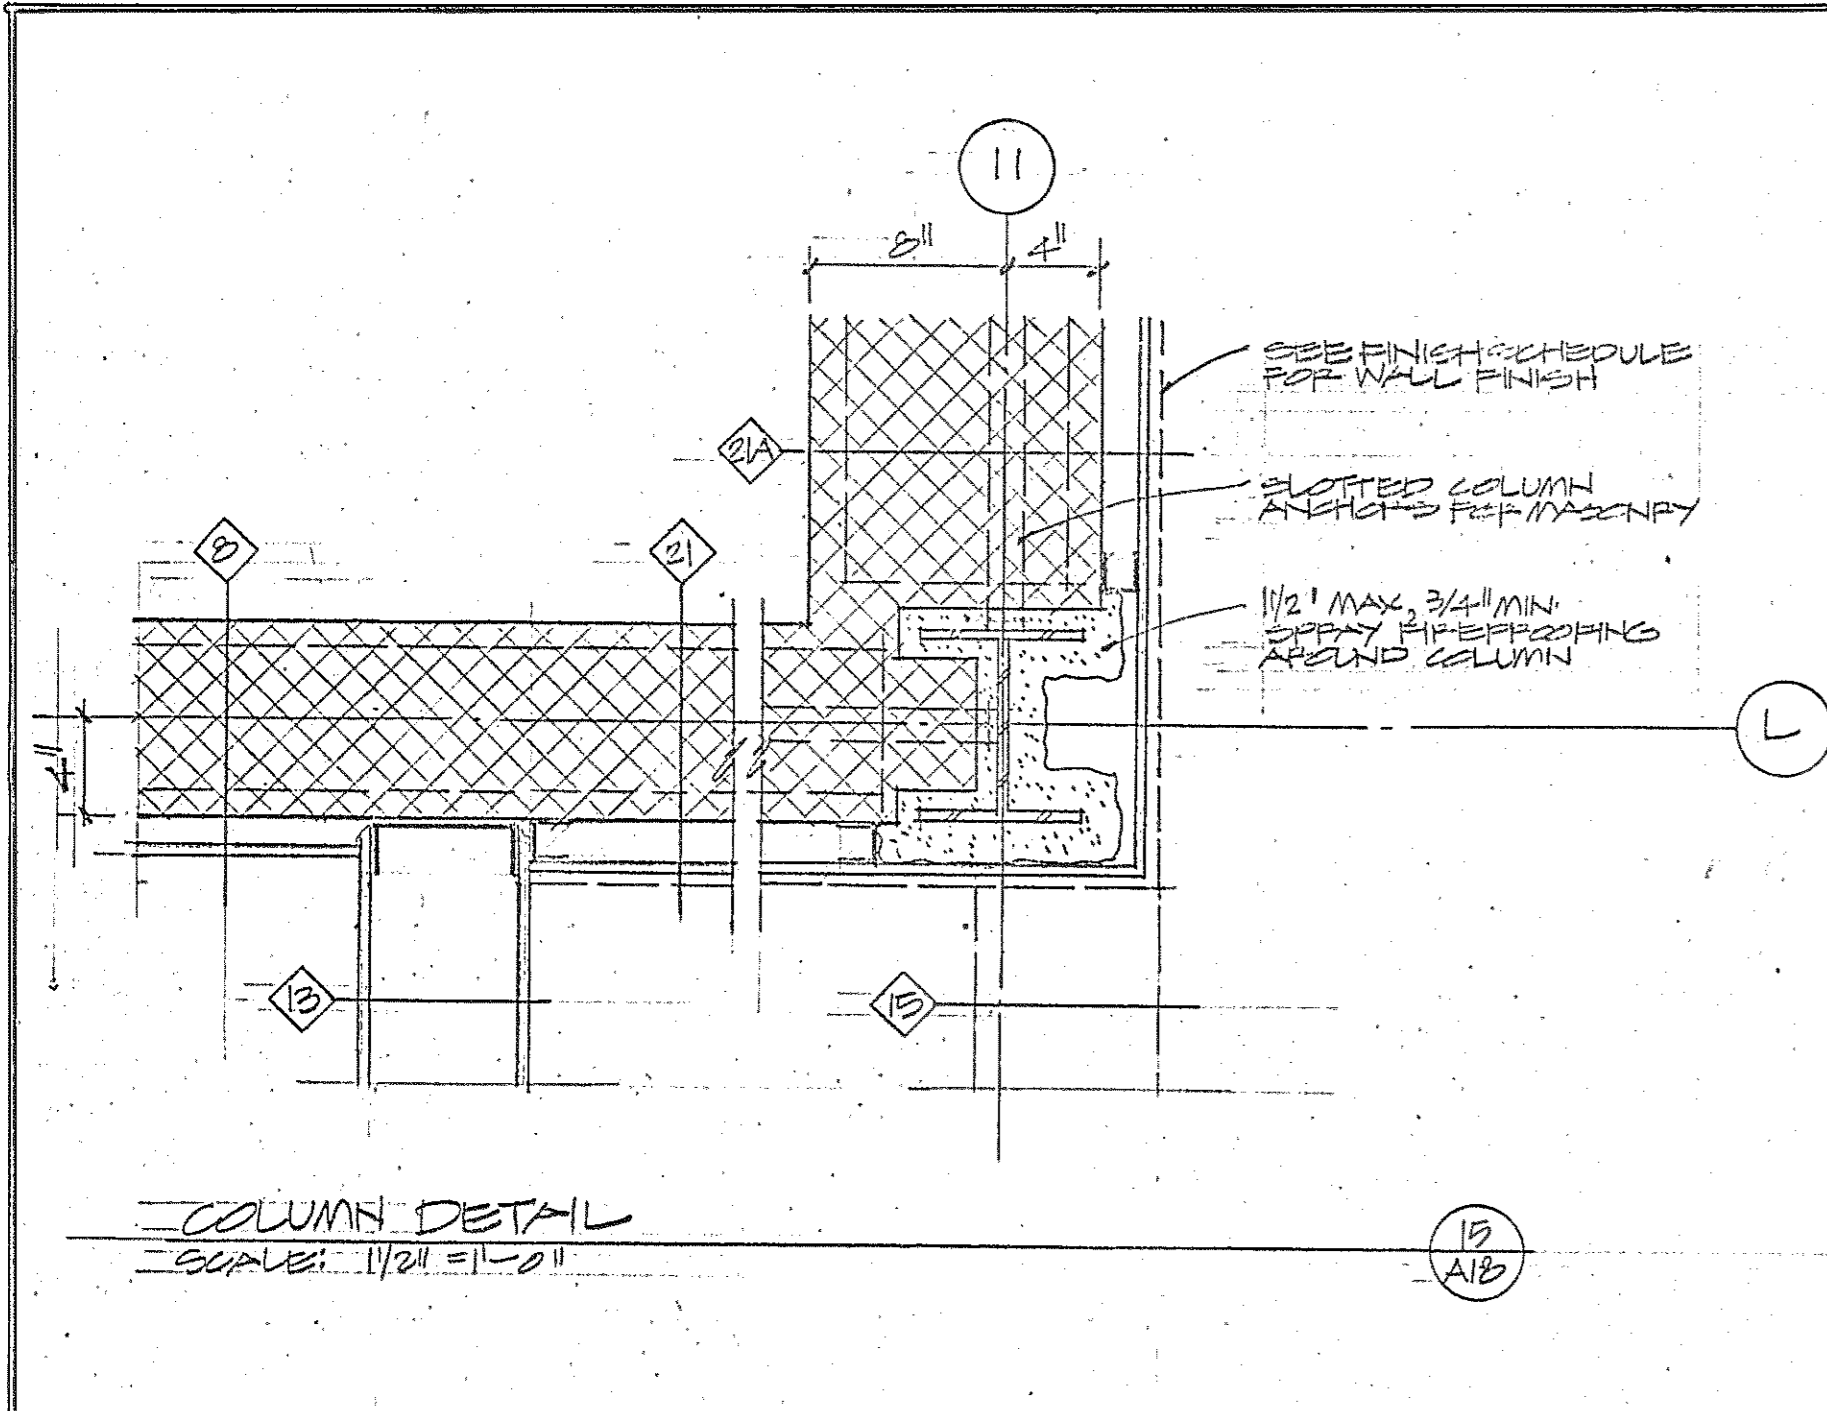 11
8" 4"
SEE FINISH SCHEDULE
FOR WALL FINISH
21A
SLOTTED COLUMN
ANCHORS FOR MASONRY
8
21
1 1/2" MAX, 3/4" MIN.
SPRAY FIREPROOFING
AROUND COLUMN
L
4"
13
15
COLUMN DETAIL
SCALE: 1 1/2" = 1'-0"
15
A18